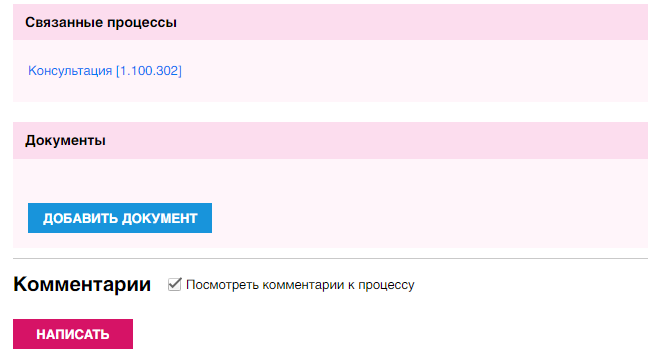 Связанные процессы
Консультация [1.100.302]
Документы
ДОБАВИТЬ ДОКУМЕНТ
Комментарии Посмотреть комментарии к процессу
НАПИСАТЬ